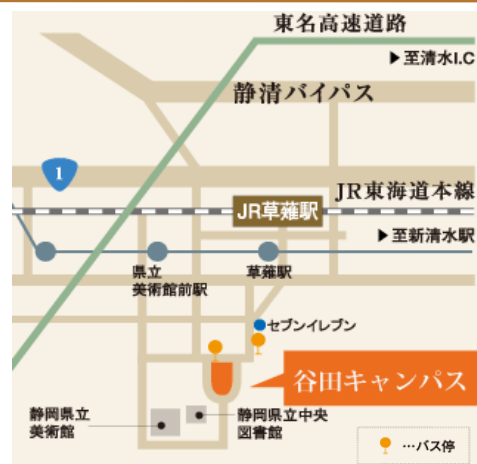 東名高速道路
▶至清水I.C
静清バイパス
1
JR東海道本線
JR草薙駅
▶至新清水駅
県立
美術館前駅
草薙駅
セブンイレブン
谷田キャンパス
静岡県立
美術館
静岡県立中央
図書館
…バス停